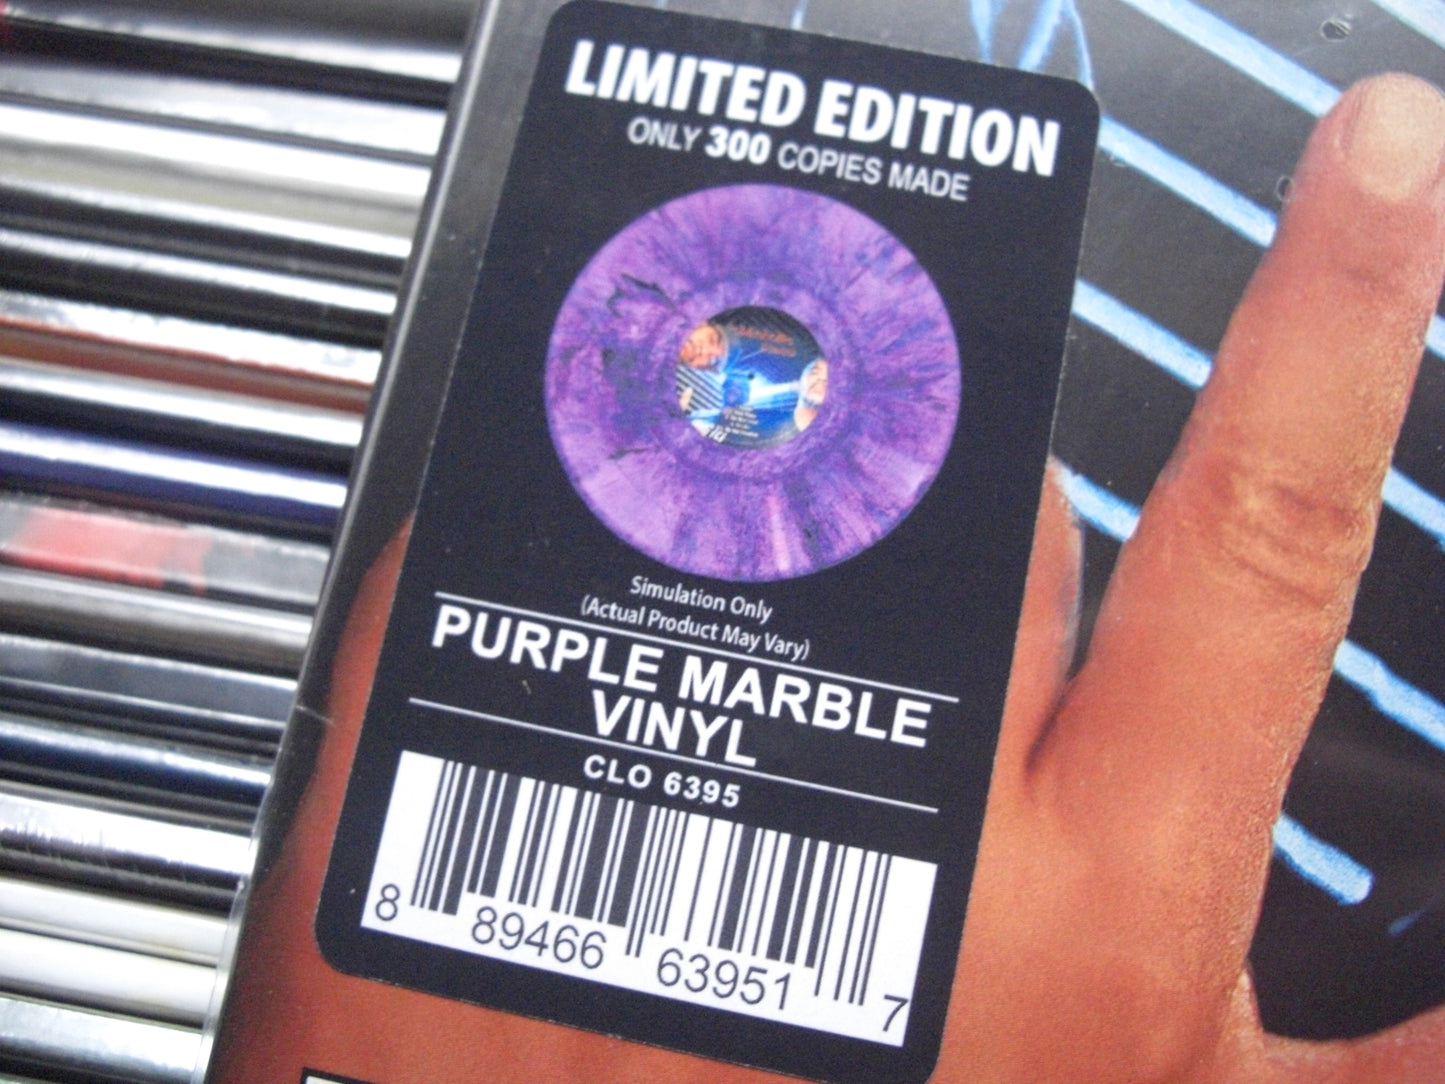 LIMITED EDITION
ONLY 300 COPIES MADE
Simulation Only
(Actual Product May Vary)
PURPLE MARBLE
VINYL
CLO 6395
8 89466 63951 7